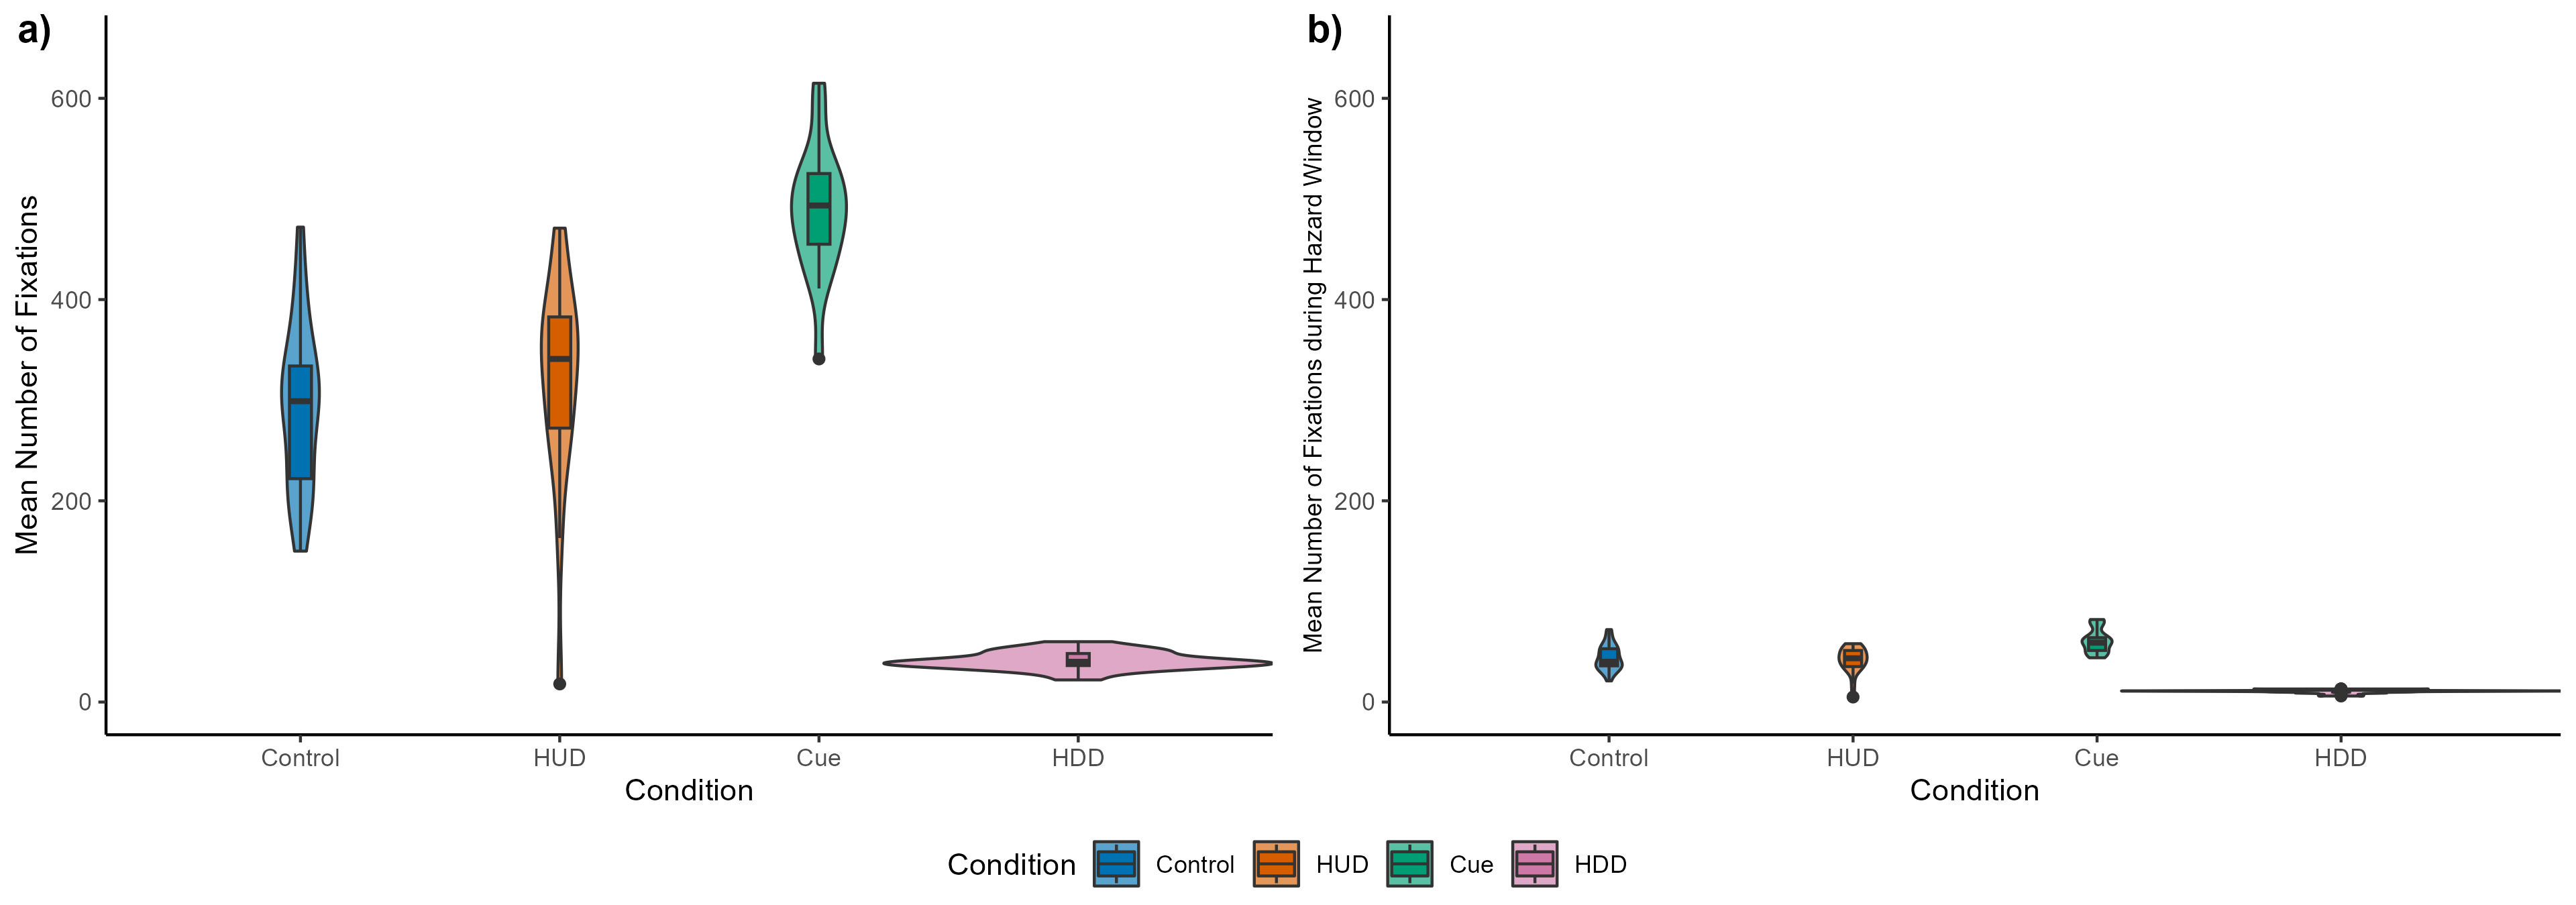 a)
Mean Number of Fixations
600
400
200
0
Control HUD Cue HDD
Condition
b)
Mean Number of Fixations during Hazard Window
600
400
200
0
Control HUD Cue HDD
Condition
Condition Control HUD Cue HDD